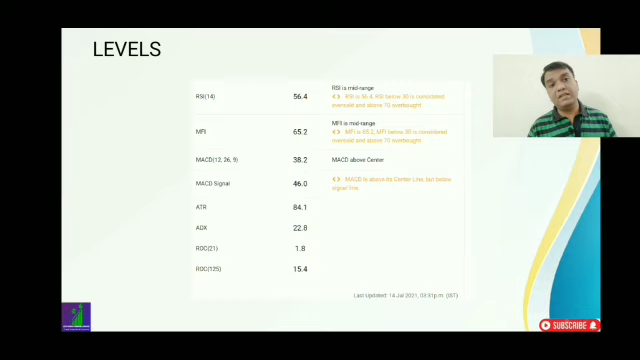 LEVELS
RSI(14) 56.4 RSI is mid-range
RSI is 56.4, RSI below 30 is considered
oversold and above 70 overbought
MFI 65.2 MFI is mid-range
MFI is 65.2, MFI below 30 is considered
oversold and above 70 overbought
MACD(12, 26, 9) 38.2 MACD above Center
MACD Signal 46.0 MACD is above its Center Line, but below
signal line.
ATR 84.1
ADX 22.8
ROC(21) 1.8
ROC(125) 15.4
Last Updated: 14 Jul 2021, 03:31p.m. (IST)
SUBSCRIBE